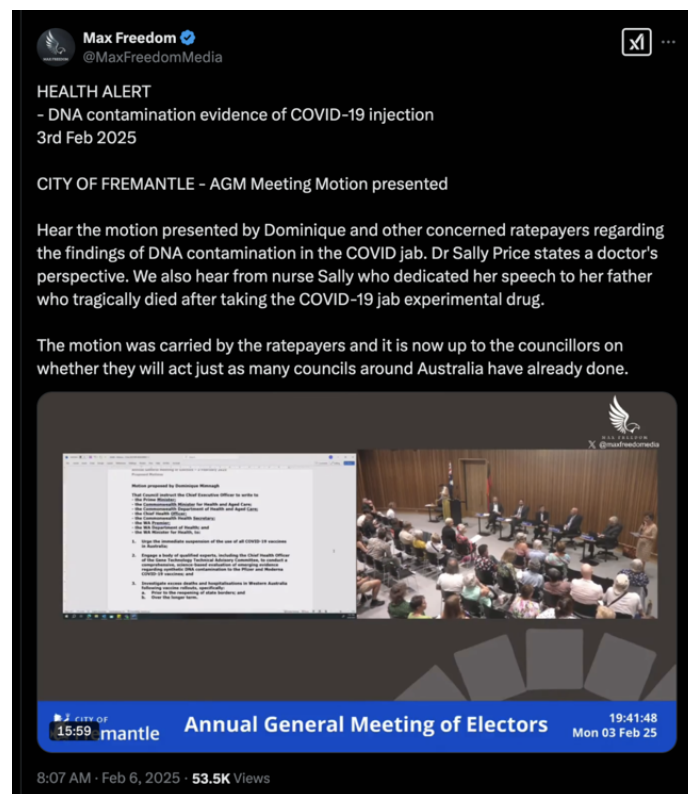 Max Freedom
@MaxFreedomMedia
HEALTH ALERT
- DNA contamination evidence of COVID-19 injection
3rd Feb 2025
CITY OF FREMANTLE - AGM Meeting Motion presented
Hear the motion presented by Dominique and other concerned ratepayers regarding
the findings of DNA contamination in the COVID jab. Dr Sally Price states a doctor's
perspective. We also hear from nurse Sally who dedicated her speech to her father
who tragically died after taking the COVID-19 jab experimental drug.
The motion was carried by the ratepayers and it is now up to the councillors on
whether they will act just as many councils around Australia have already done.
MAX FREEDOM
X @maxfreedomedia
Motion proposed by Dominique
That Council instruct the Chief Executive Officer to write to
- the Prime Minister;
- the Commonwealth Minister for Health and Aged Care;
- the Commonwealth Department of Health and Aged Care;
- the Chief Health Officer;
- the Commonwealth Health Secretary;
- the WA Premier;
- the WA Department of Health; and
- the WA Minister for Health, to:
1. Urge the immediate suspension of the use of all COVID-19 vaccines
in Australia;
2. Engage a body of qualified experts, including the Chief Health Officer
of the Gene Technology Technical Advisory Committee, to conduct a
comprehensive, science-based evaluation of emerging evidence
regarding synthetic DNA contamination to the Pfizer and Moderna
COVID-19 vaccines; and
3. Investigate excess deaths and hospitalisations in Western Australia
following vaccine rollouts, specifically:
a. Prior to the reopening of state borders; and
b. Over the longer term.
CITY OF
15:59
mantle
Annual General Meeting of Electors
19:41:48
Mon 03 Feb 25
8:07 AM · Feb 6, 2025 · 53.5K Views